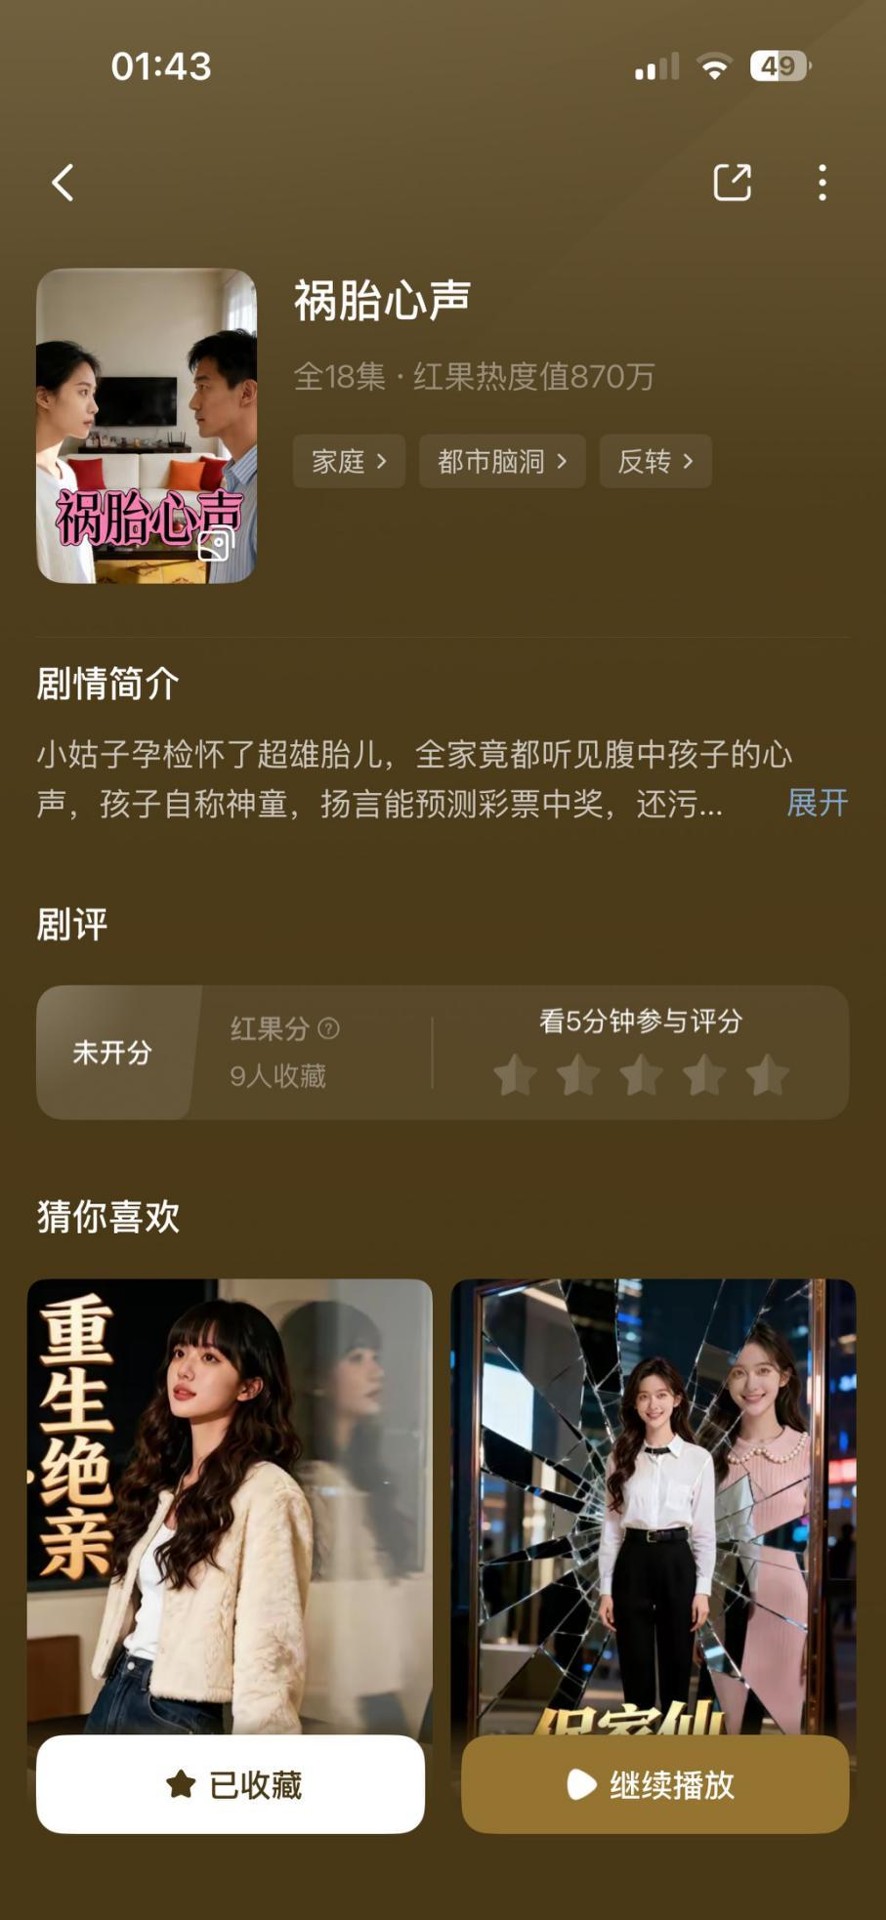 01:43
49
祸胎心声
全18集 · 红果热度值870万
家庭
都市脑洞
反转
祸胎心声
剧情简介
小姑子孕检怀了超雄胎儿，全家竟都听见腹中孩子的心
声，孩子自称神童，扬言能预测彩票中奖，还污...
展开
剧评
未开分
红果分
9人收藏
看5分钟参与评分
猜你喜欢
重生绝亲
保家仙
已收藏
继续播放